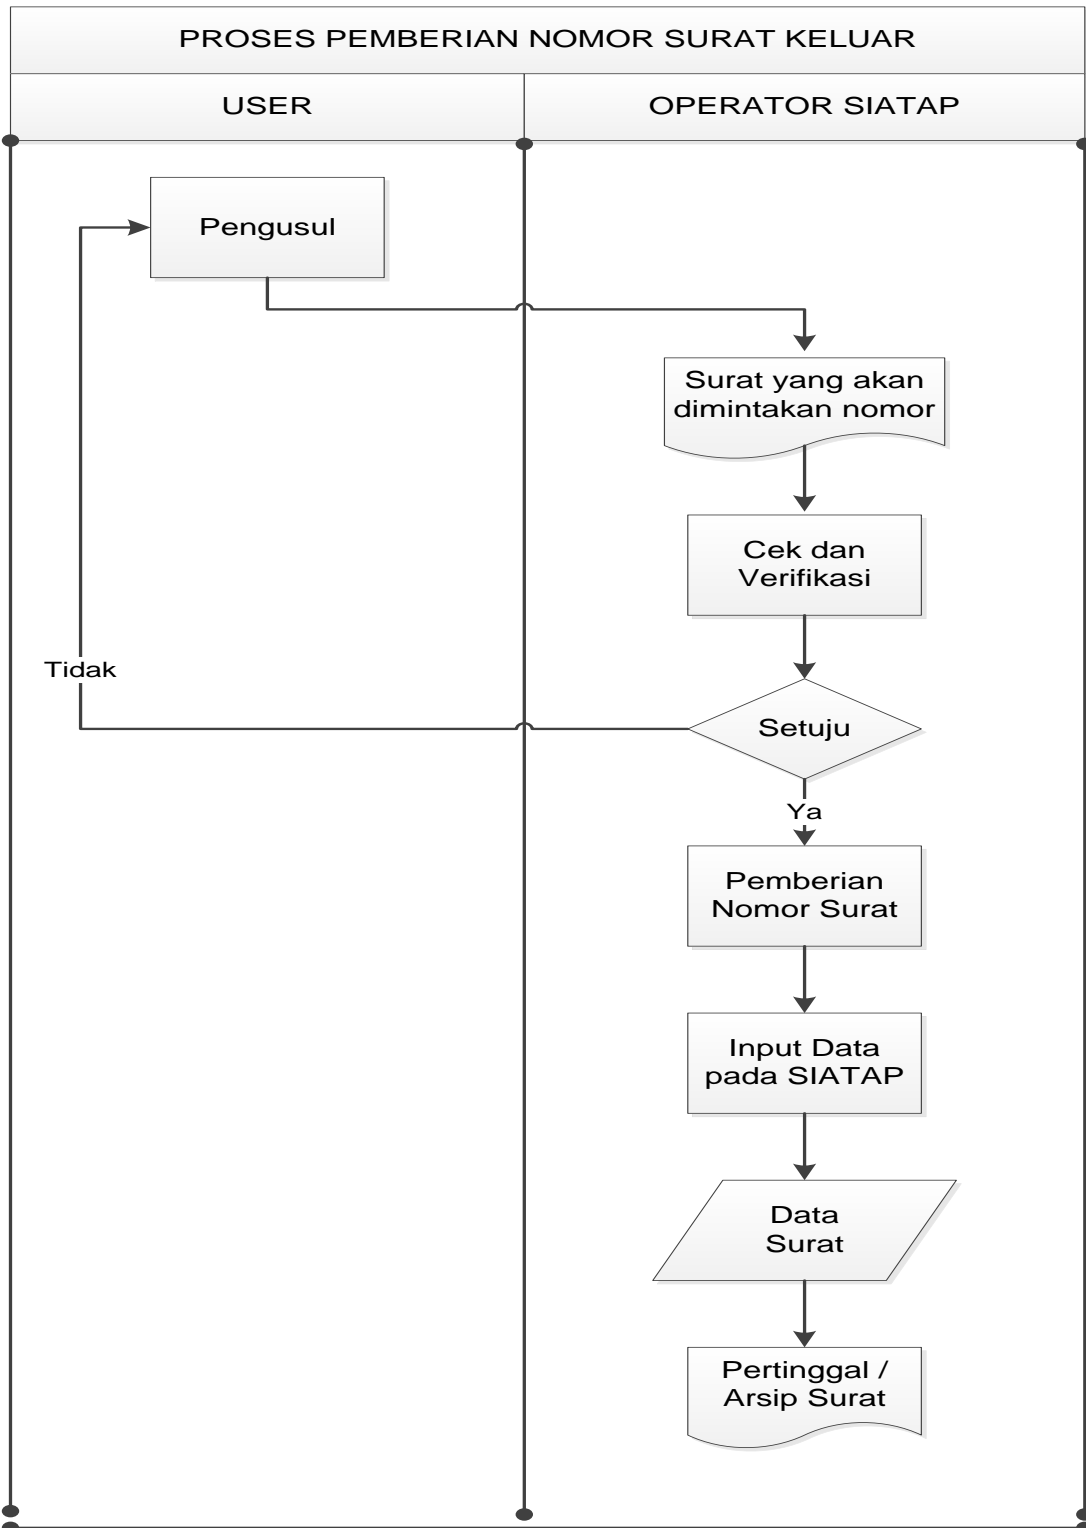 PROSES PEMBERIAN NOMOR SURAT KELUAR
USER
OPERATOR SIATAP
Pengusul
Surat yang akan
dimintakan nomor
Cek dan
Verifikasi
Tidak
Setuju
Ya
Pemberian
Nomor Surat
Input Data
pada SIATAP
Data
Surat
Pertinggal /
Arsip Surat